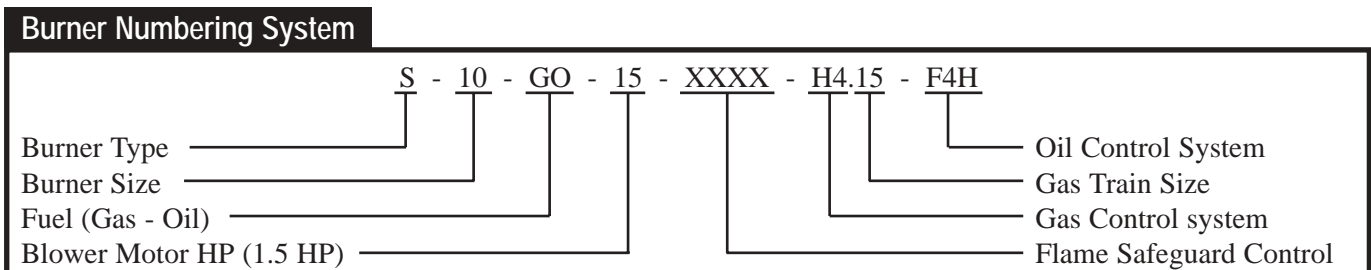 Burner Numbering System
S - 10 - GO - 15 - XXXX - H4.15 - F4H
Burner Type
Burner Size
Fuel (Gas - Oil)
Blower Motor HP (1.5 HP)
Oil Control System
Gas Train Size
Gas Control system
Flame Safeguard Control